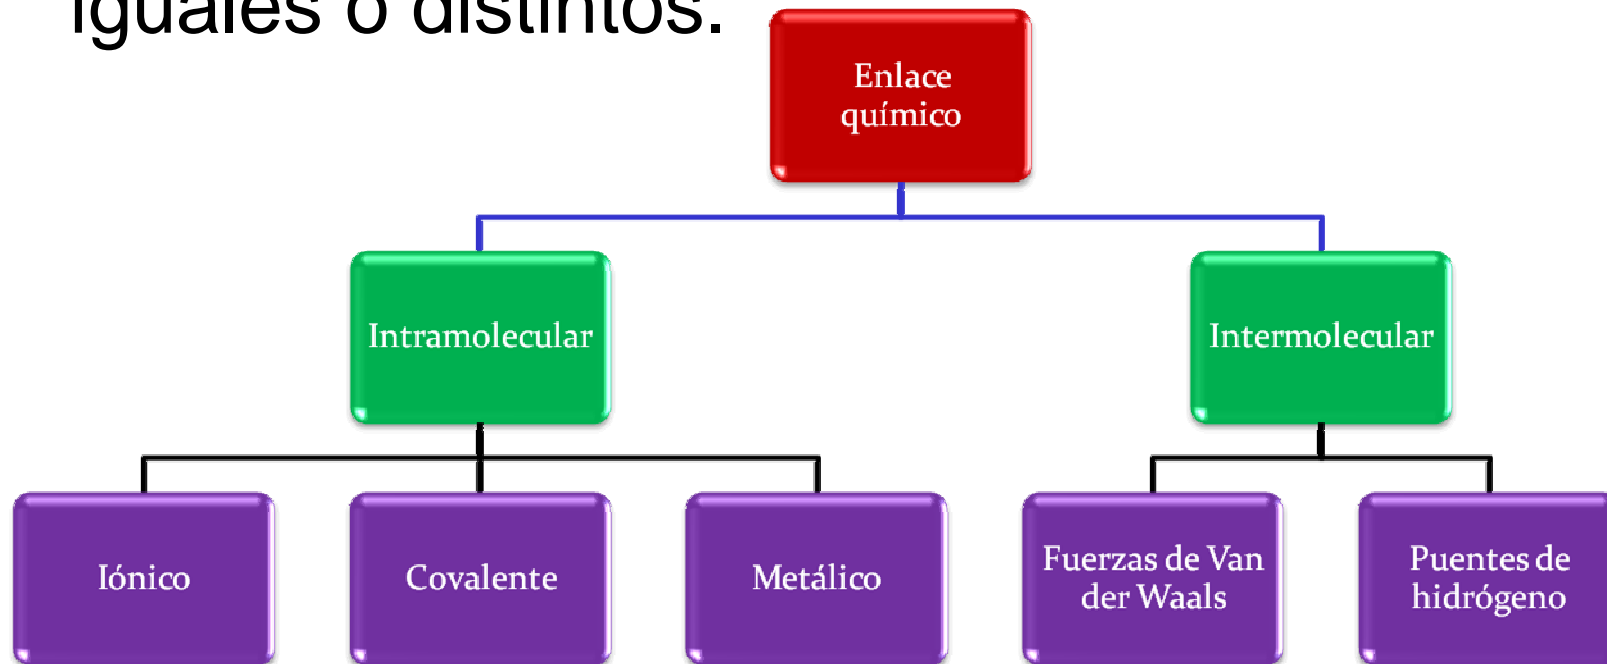 iguales o distintos.
Enlace
químico
Intramolecular
Intermolecular
Iónico
Covalente
Metálico
Fuerzas de Van
der Waals
Puentes de
hidrógeno